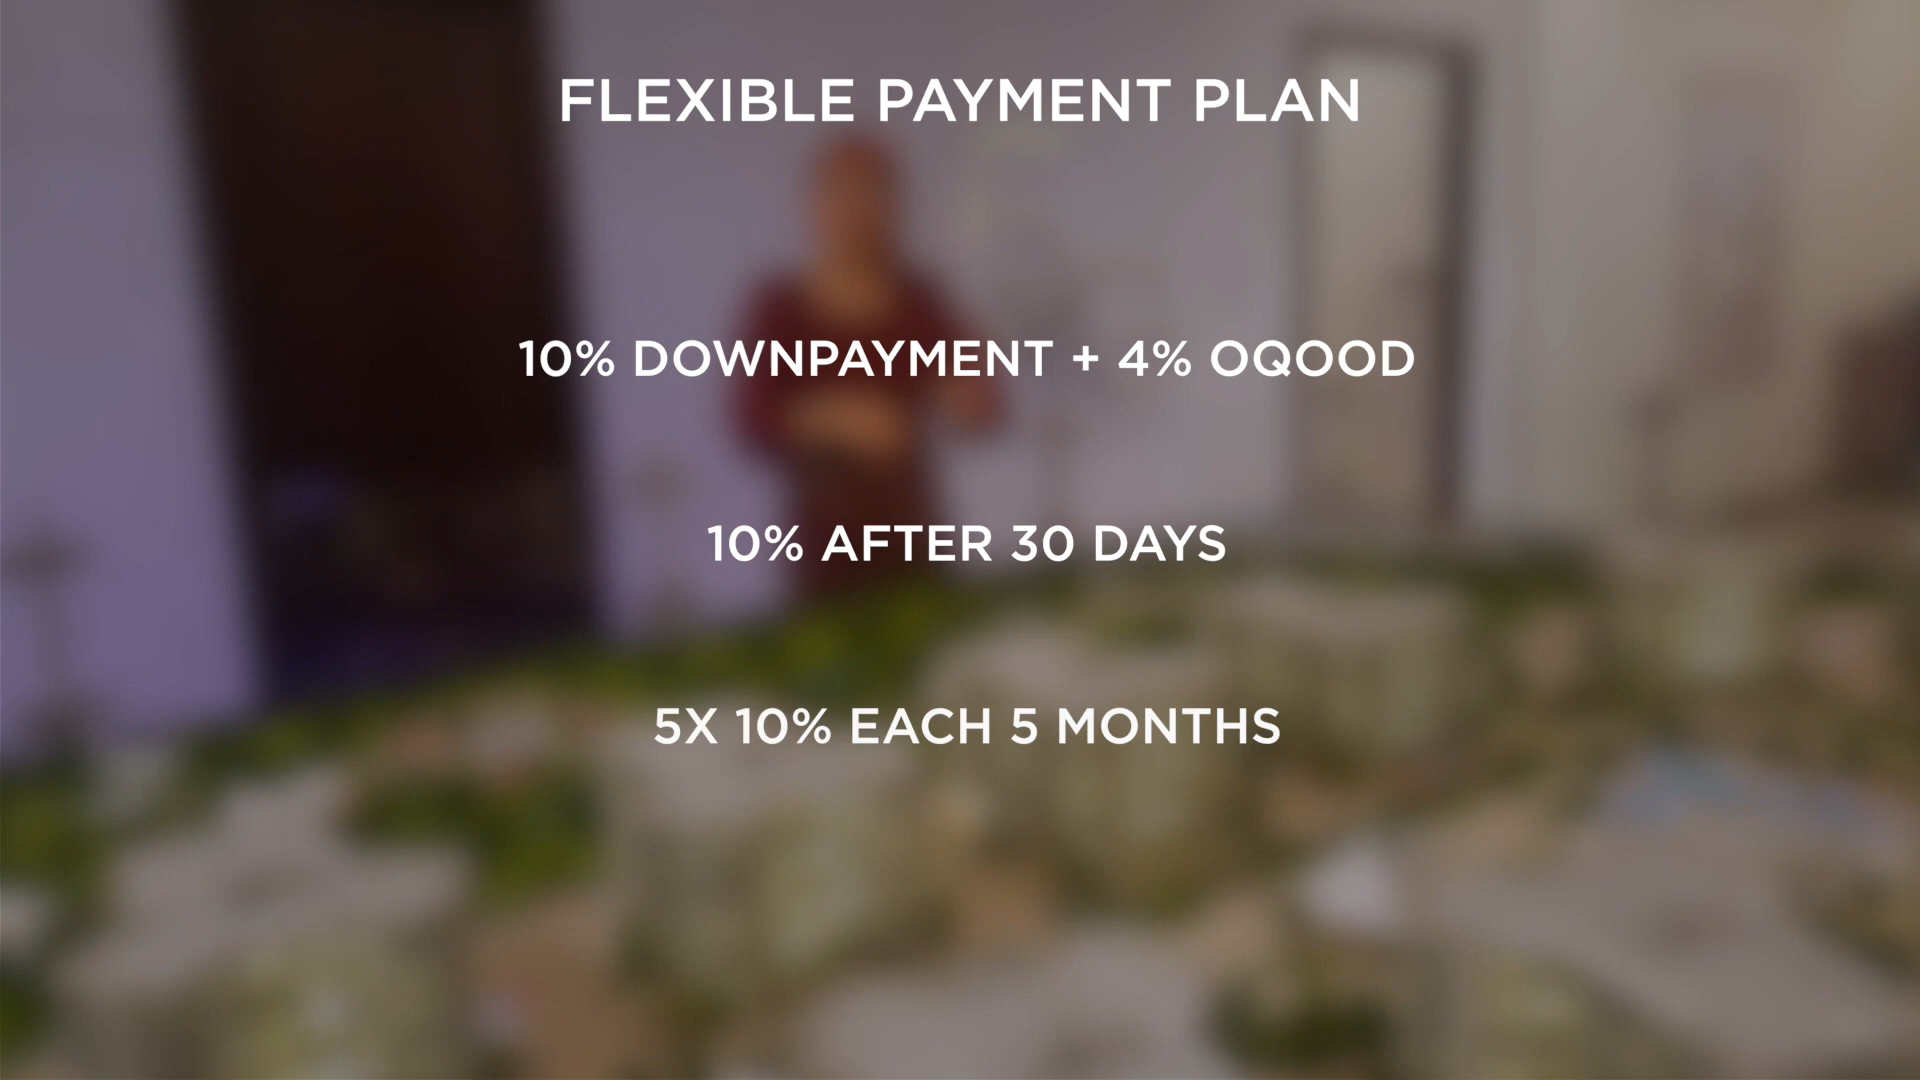 FLEXIBLE PAYMENT PLAN
10% DOWNPAYMENT + 4% OQOOD
10% AFTER 30 DAYS
5X 10% EACH 5 MONTHS